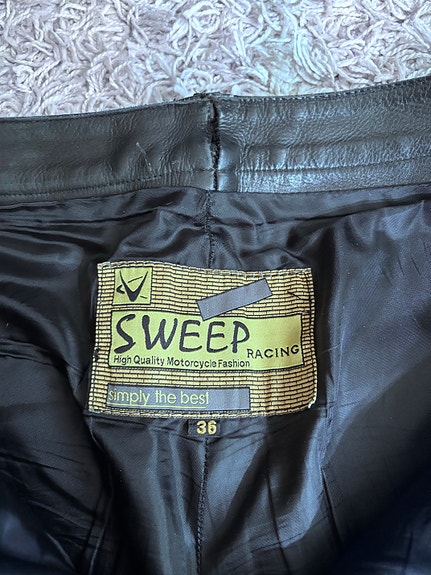 SWEEP RACING
High Quality Motorcycle Fashion
Simply the best
36